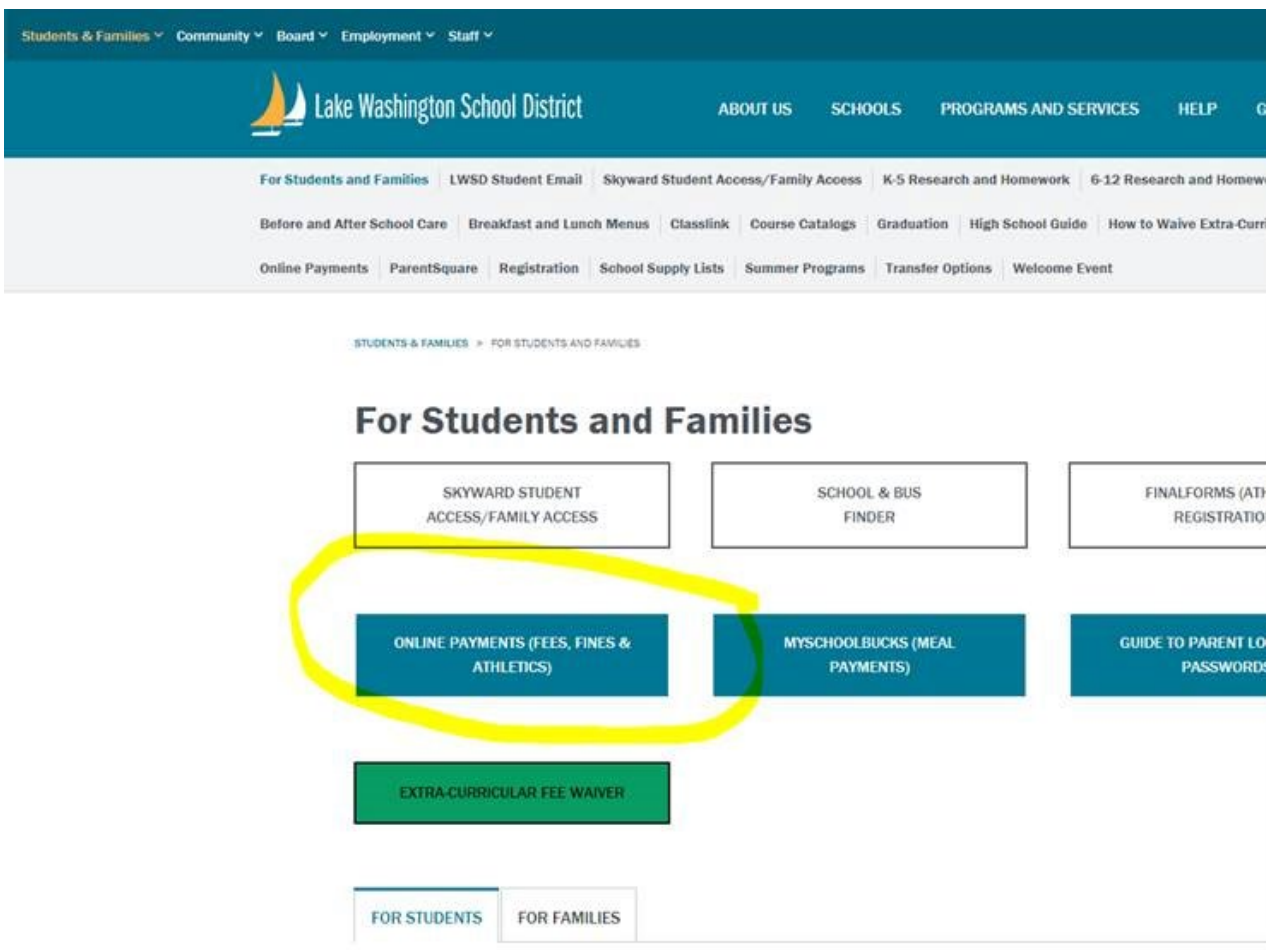 Students & Families Community Board Employment Staff
Lake Washington School District ABOUT US SCHOOLS PROGRAMS AND SERVICES HELP G
For Students and Families LWSD Student Email Skyward Student Access/Family Access K-5 Research and Homework 6-12 Research and Homew
Before and After School Care Breakfast and Lunch Menus Classlink Course Catalogs Graduation High School Guide How to Waive Extra-Curri
Online Payments ParentSquare Registration School Supply Lists Summer Programs Transfer Options Welcome Event
STUDENTS & FAMILIES > FOR STUDENTS AND FAMILIES
For Students and Families
SKYWARD STUDENT
ACCESS/FAMILY ACCESS
SCHOOL & BUS
FINDER
FINALFORMS (ATH
REGISTRATIO
ONLINE PAYMENTS (FEES, FINES &
ATHLETICS)
MYSCHOOLBUCKS (MEAL
PAYMENTS)
GUIDE TO PARENT LO
PASSWORDS
EXTRA-CURRICULAR FEE WAIVER
FOR STUDENTS FOR FAMILIES